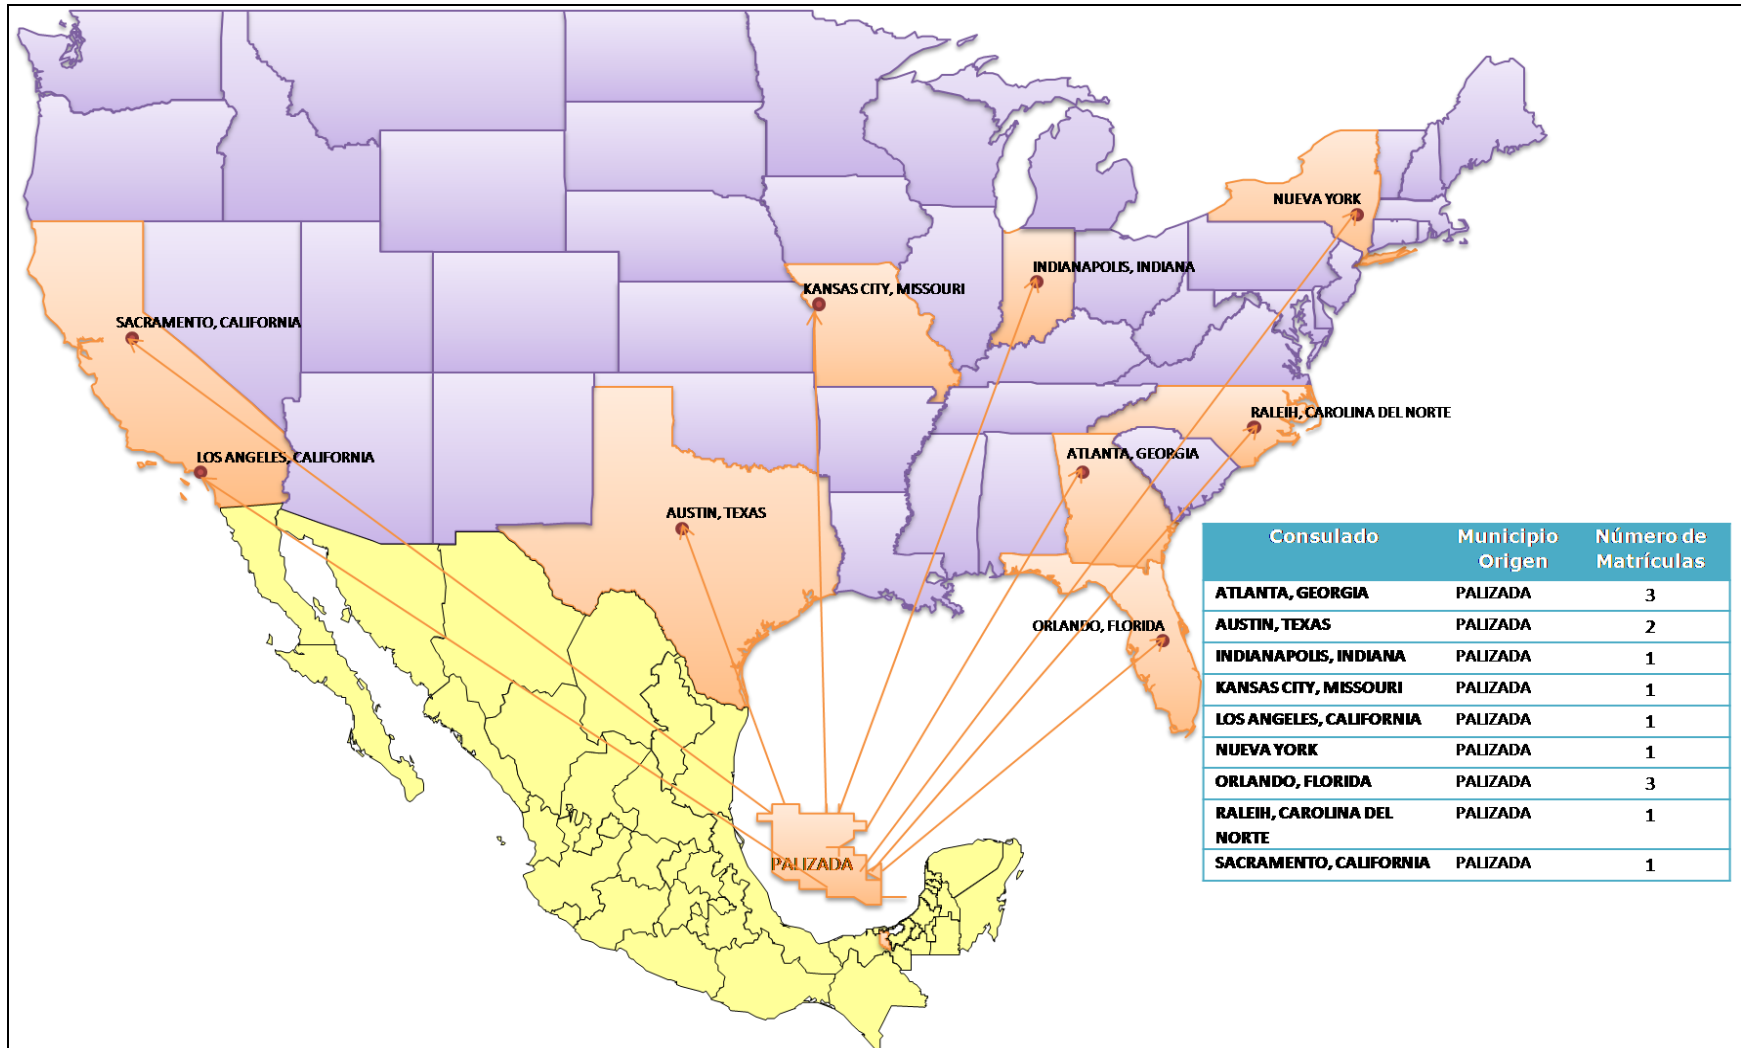 NUEVA YORK
INDIANAPOLIS, INDIANA
KANSAS CITY, MISSOURI
SACRAMENTO, CALIFORNIA
RALEIH, CAROLINA DEL NORTE
LOS ANGELES, CALIFORNIA
ATLANTA, GEORGIA
AUSTIN, TEXAS
ORLANDO, FLORIDA
PALIZADA
Consulado Municipio Origen Número de Matrículas
ATLANTA, GEORGIA PALIZADA 3
AUSTIN, TEXAS PALIZADA 2
INDIANAPOLIS, INDIANA PALIZADA 1
KANSAS CITY, MISSOURI PALIZADA 1
LOS ANGELES, CALIFORNIA PALIZADA 1
NUEVA YORK PALIZADA 1
ORLANDO, FLORIDA PALIZADA 3
RALEIH, CAROLINA DEL NORTE PALIZADA 1
SACRAMENTO, CALIFORNIA PALIZADA 1